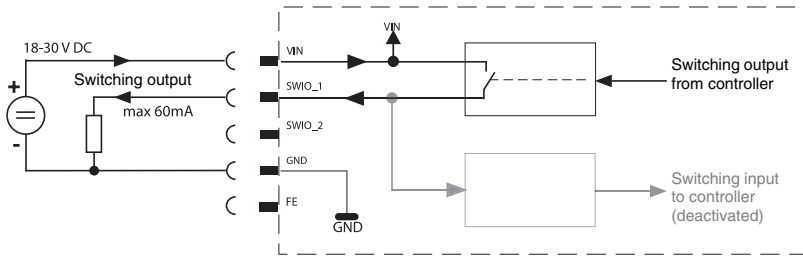 18-30 V DC
+
-
Switching output
max 60mA
VIN
SWIO_1
SWIO_2
GND
FE
VIN
GND
Switching output
from controller
Switching input
to controller
(deactivated)